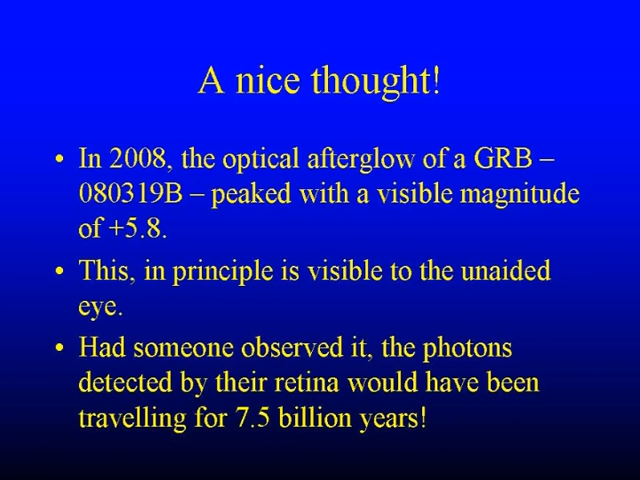 A nice thought!
• In 2008, the optical afterglow of a GRB –
080319B – peaked with a visible magnitude
of +5.8.
• This, in principle is visible to the unaided
eye.
• Had someone observed it, the photons
detected by their retina would have been
travelling for 7.5 billion years!